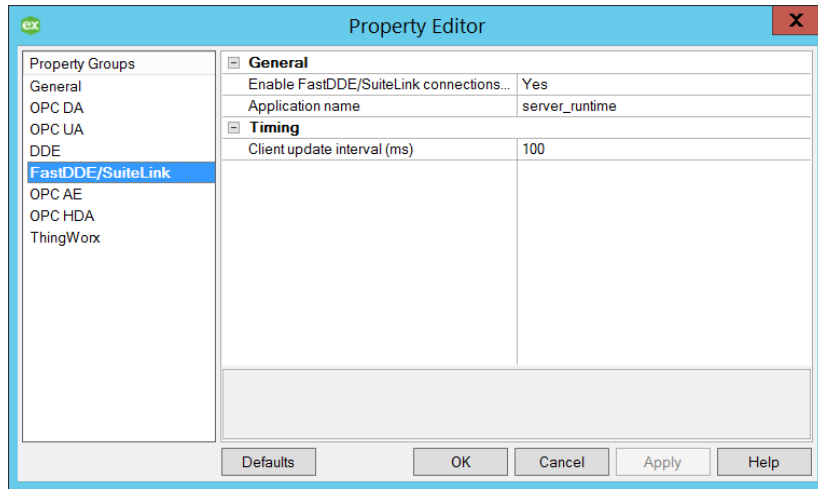 ex
Property Editor
X
Property Groups
General
OPC DA
OPC UA
DDE
FastDDE/SuiteLink
OPC AE
OPC HDA
ThingWorx
General
Enable FastDDE/SuiteLink connections... Yes
Application name server_runtime
Timing
Client update interval (ms) 100
Defaults OK Cancel Apply Help